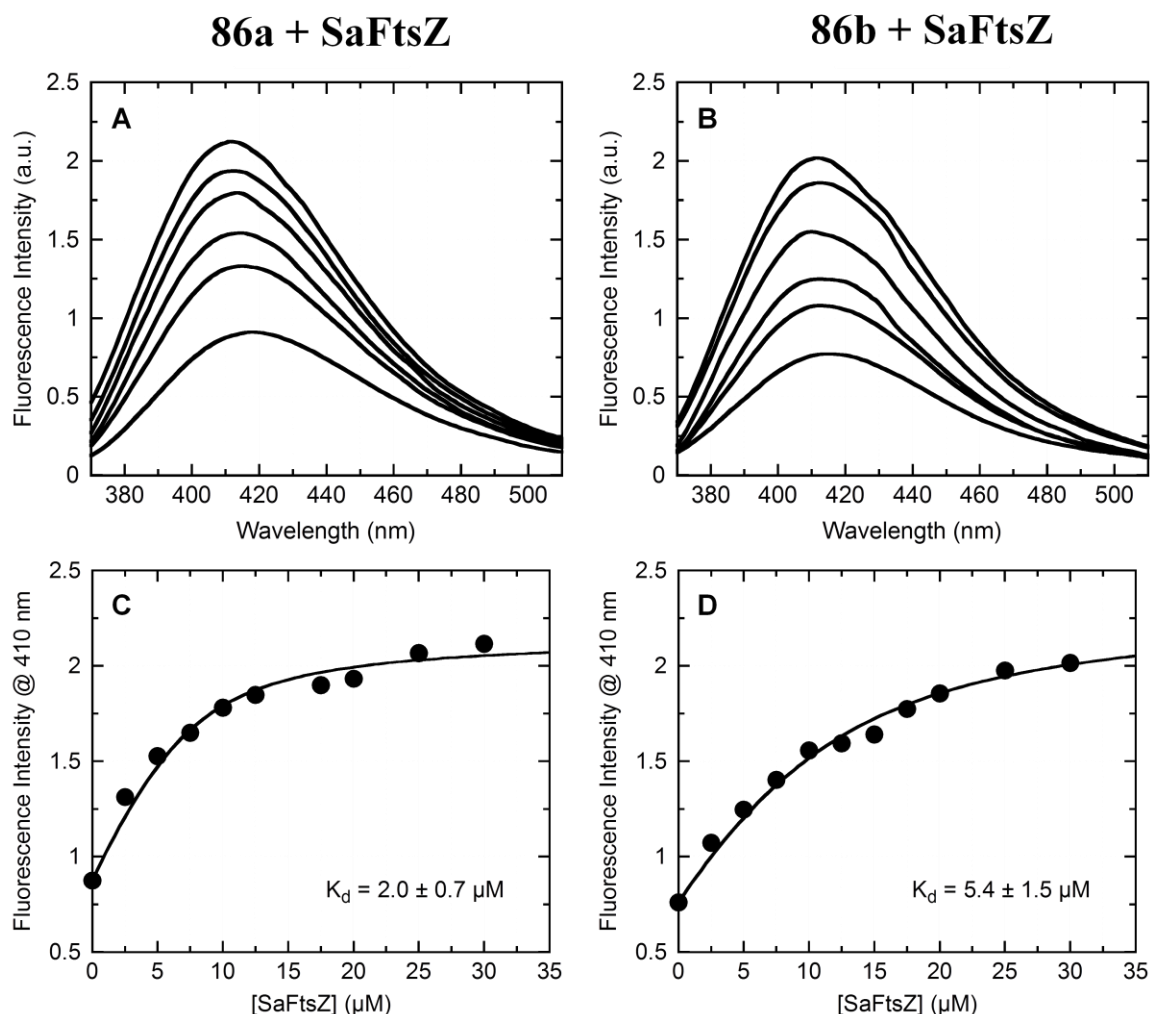 86a + SaFtsZ
86b + SaFtsZ
A
Fluorescence Intensity (a.u.)
2.5
2
1.5
1
0.5
0
380 400 420 440 460 480 500
Wavelength (nm)
B
Fluorescence Intensity (a.u.)
2.5
2
1.5
1
0.5
0
380 400 420 440 460 480 500
Wavelength (nm)
C
Fluorescence Intensity @ 410 nm
2.5
2
1.5
1
0.5
Kd = 2.0 ± 0.7 µM
0 5 10 15 20 25 30 35
[SaFtsZ] (µM)
D
Fluorescence Intensity @ 410 nm
2.5
2
1.5
1
0.5
Kd = 5.4 ± 1.5 µM
0 5 10 15 20 25 30 35
[SaFtsZ] (µM)